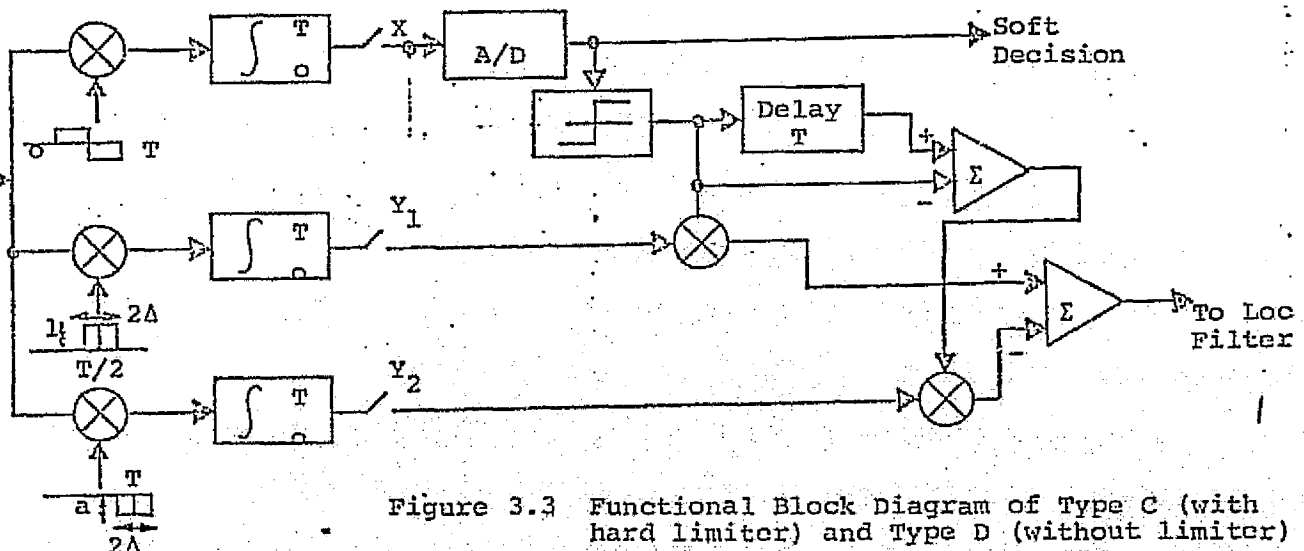 T
∫
o
X
A/D
Soft
Decision
o
T
Delay
T
+
-
Σ
T
∫
o
Y1
1
2Δ
T/2
+
-
Σ
To Loc
Filter
T
∫
o
Y2
T
a
2Δ
Figure 3.3 Functional Block Diagram of Type C (with
hard limiter) and Type D (without limiter)